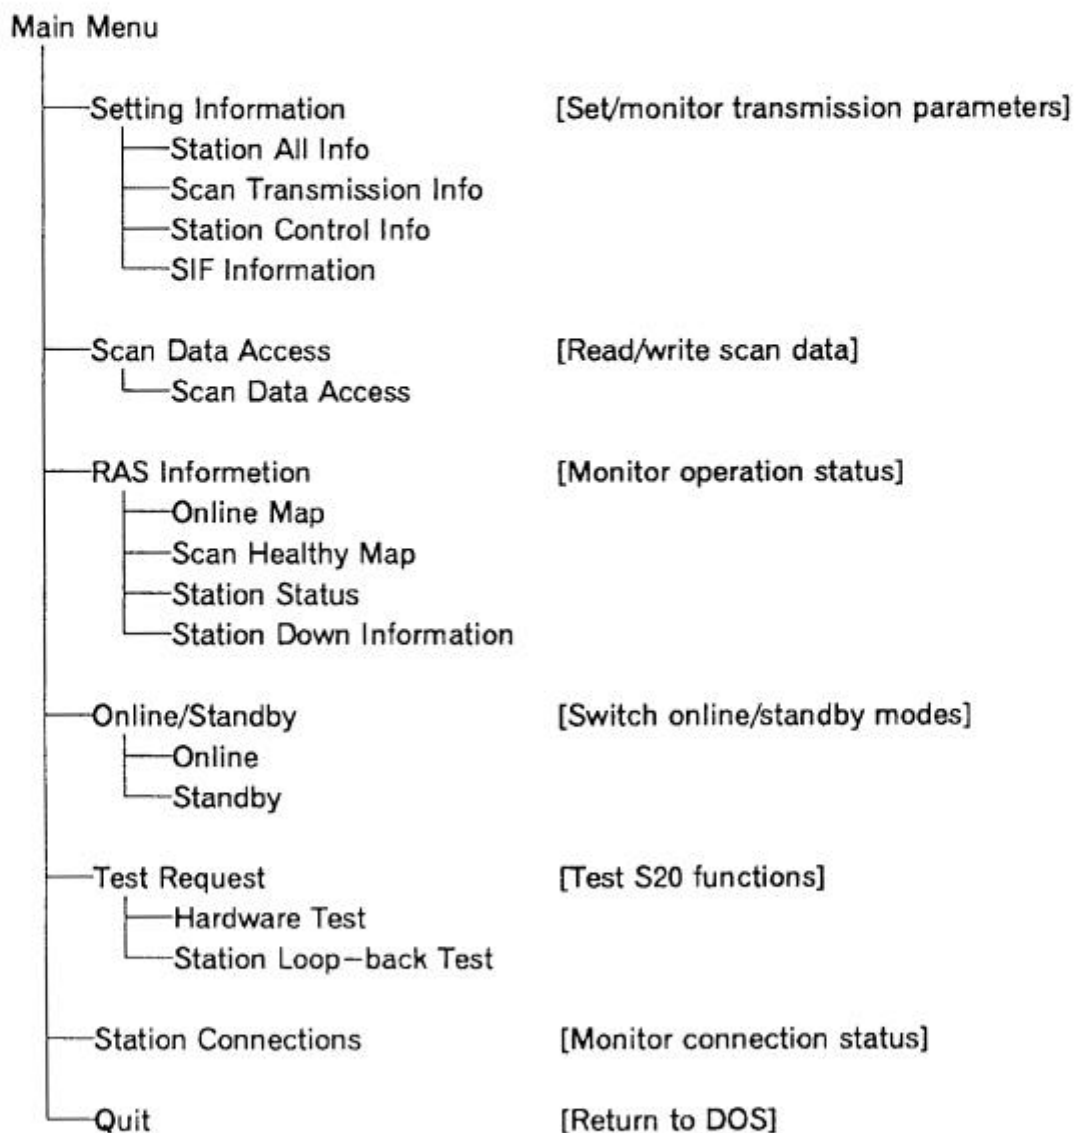 Main Menu
Setting Information [Set/monitor transmission parameters]
Station All Info
Scan Transmission Info
Station Control Info
SIF Information
Scan Data Access [Read/write scan data]
Scan Data Access
RAS Informetion [Monitor operation status]
Online Map
Scan Healthy Map
Station Status
Station Down Information
Online/Standby [Switch online/standby modes]
Online
Standby
Test Request [Test S20 functions]
Hardware Test
Station Loop-back Test
Station Connections [Monitor connection status]
Quit [Return to DOS]